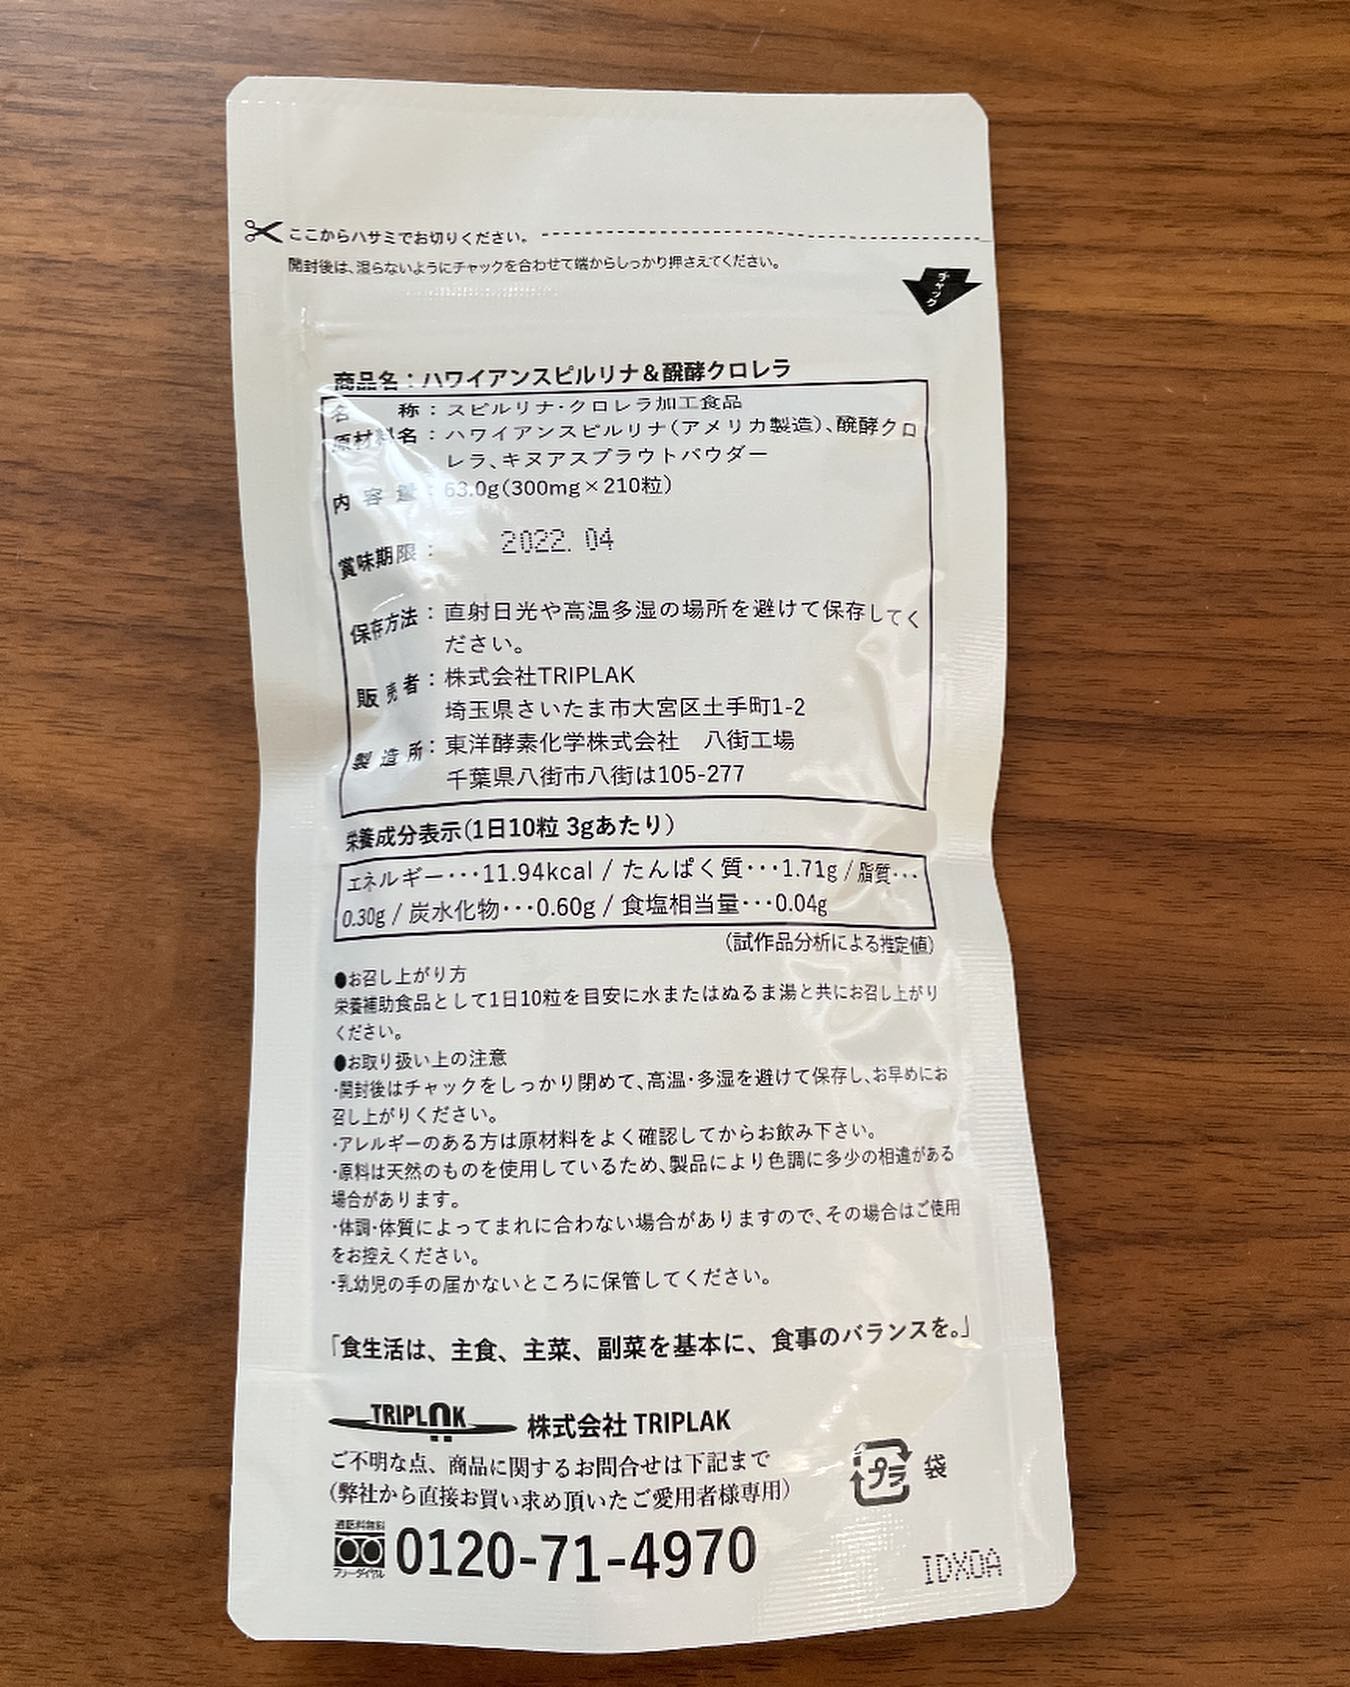 ここからハサミでお切りください。
開封後は、湿らないようにチャックを合わせて端からしっかり押さえてください。
チャック
商品名：ハワイアンスピルリナ＆醗酵クロレラ
名称：スピルリナ・クロレラ加工食品
原材料名：ハワイアンスピルリナ（アメリカ製造）、醗酵クロ
レラ、キヌアスプラウトパウダー
内容量：63.0g（300mg×210粒）
賞味期限：2022. 04
保存方法：直射日光や高温多湿の場所を避けて保存してく
ださい。
販売者：株式会社TRIPLAK
埼玉県さいたま市大宮区土手町1-2
製造所：東洋酵素化学株式会社　八街工場
千葉県八街市八街は105-277
栄養成分表示（1日10粒 3gあたり）
エネルギー・・・11.94kcal / たんぱく質・・・1.71g / 脂質・・・
0.30g / 炭水化物・・・0.60g / 食塩相当量・・・0.04g
（試作品分析による推定値）
●お召し上がり方
栄養補助食品として1日10粒を目安に水またはぬるま湯と共にお召し上がり
ください。
●お取り扱い上の注意
・開封後はチャックをしっかり閉めて、高温・多湿を避けて保存し、お早めにお
召し上がりください。
・アレルギーのある方は原材料をよく確認してからお飲み下さい。
・原料は天然のものを使用しているため、製品により色調に多少の相違がある
場合があります。
・体調・体質によってまれに合わない場合がありますので、その場合はご使用
をお控えください。
・乳幼児の手の届かないところに保管してください。
「食生活は、主食、主菜、副菜を基本に、食事のバランスを。」
TRIPLAK 株式会社 TRIPLAK
ご不明な点、商品に関するお問合せは下記まで
（弊社から直接お買い求め頂いたご愛用者様専用）
プラ 袋
通話料無料
フリーダイヤル
0120-71-4970
IDX0A